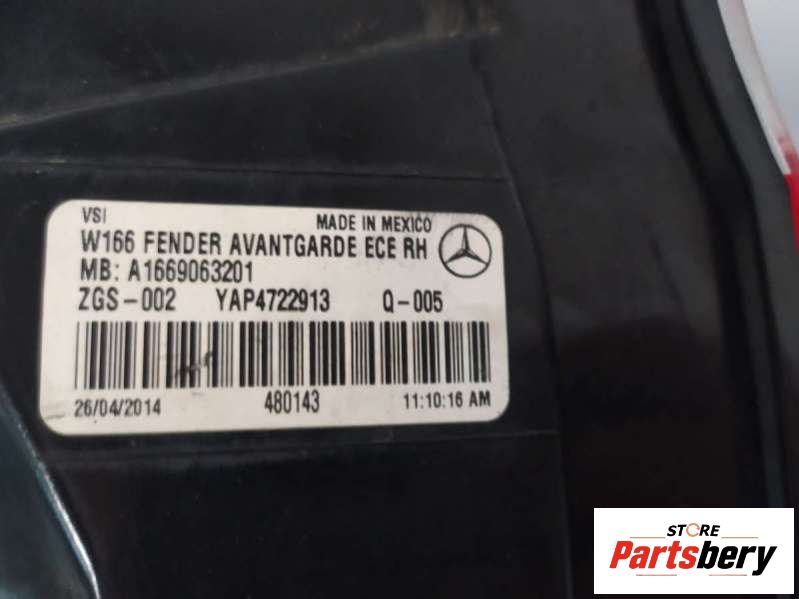 VSI MADE IN MEXICO
W166 FENDER AVANTGARDE ECE RH
MB: A1669063201
ZGS-002 YAP4722913 Q-005
26/04/2014 480143 11:10:16 AM
STORE
Partsbery